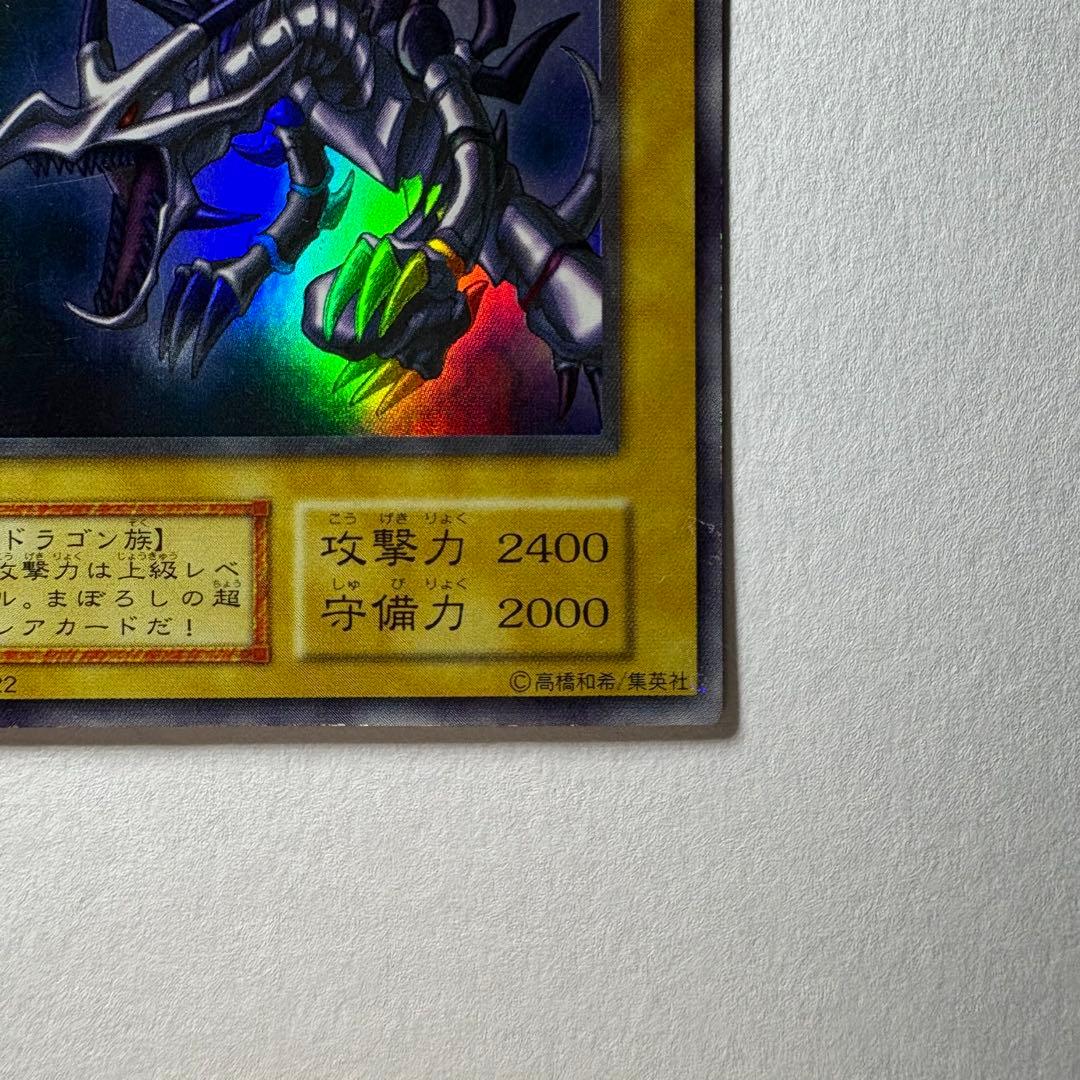 ドラゴン族】
攻撃力は上級レベ
ル。まぼろしの超
レアカードだ！
こう げき りょく
攻撃力 2400
しゅ び りょく
守備力 2000
22
©高橋和希/集英社